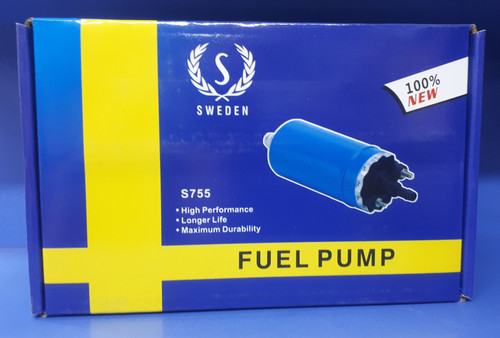 S
SWEDEN
100%
NEW
S755
• High Performance
• Longer Life
• Maximum Durability
FUEL PUMP